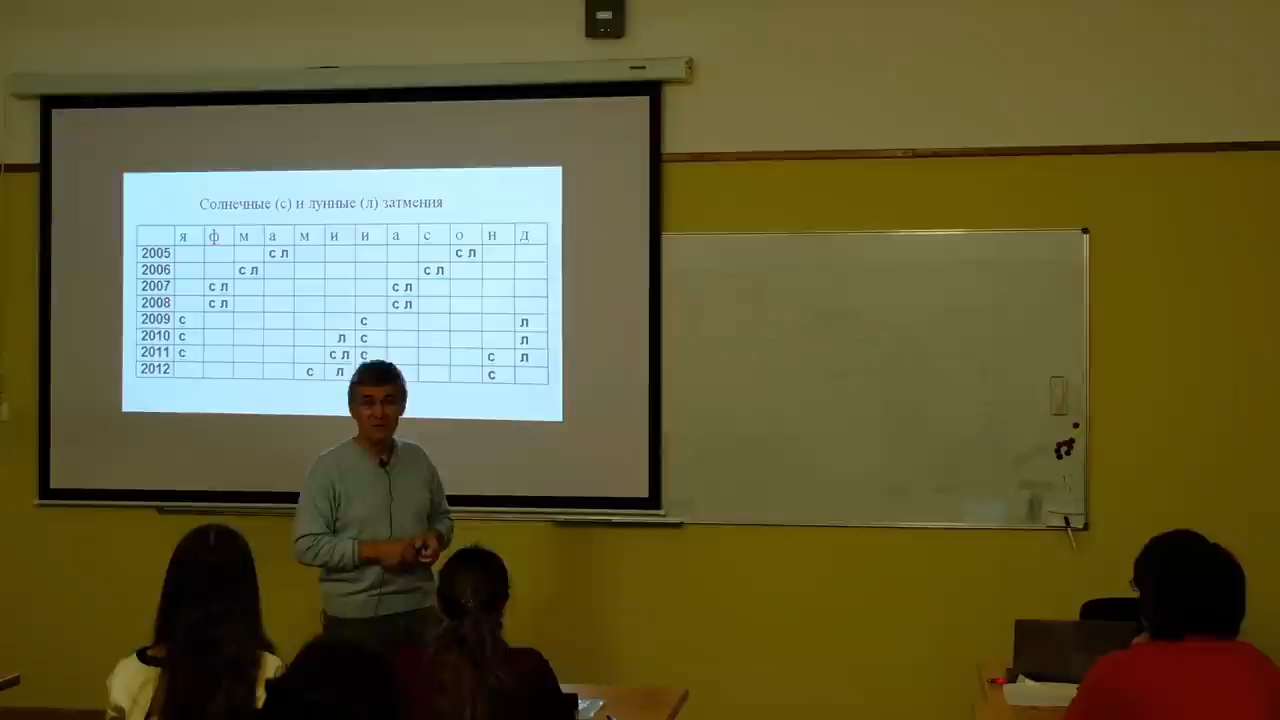 Солнечные (с) и лунные (л) затмения
я ф м а м и и а с о н д
2005 с л с л
2006 с л с л
2007 с л с л
2008 с л с л
2009 с с л
2010 с л с л
2011 с с л с с л
2012 с л с